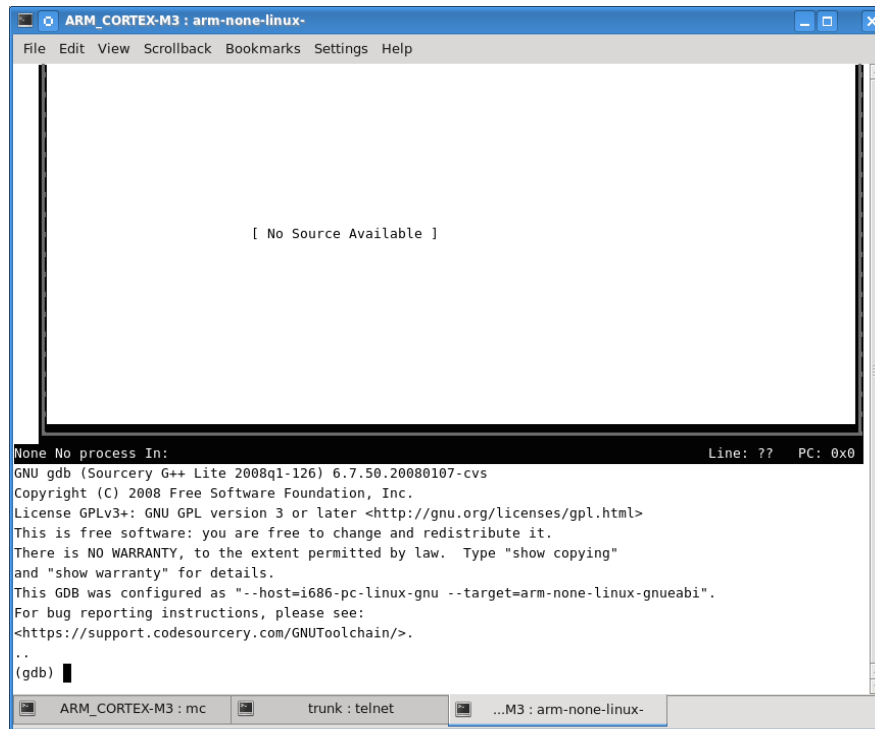 ARM_CORTEX-M3 : arm-none-linux-
File Edit View Scrollback Bookmarks Settings Help
[ No Source Available ]
None No process In: Line: ?? PC: 0x0
GNU gdb (Sourcery G++ Lite 2008q1-126) 6.7.50.20080107-cvs
Copyright (C) 2008 Free Software Foundation, Inc.
License GPLv3+: GNU GPL version 3 or later <http://gnu.org/licenses/gpl.html>
This is free software: you are free to change and redistribute it.
There is NO WARRANTY, to the extent permitted by law.  Type "show copying"
and "show warranty" for details.
This GDB was configured as "--host=i686-pc-linux-gnu --target=arm-none-linux-gnueabi".
For bug reporting instructions, please see:
<https://support.codesourcery.com/GNUToolchain/>.
..
(gdb)
ARM_CORTEX-M3 : mc trunk : telnet ...M3 : arm-none-linux-